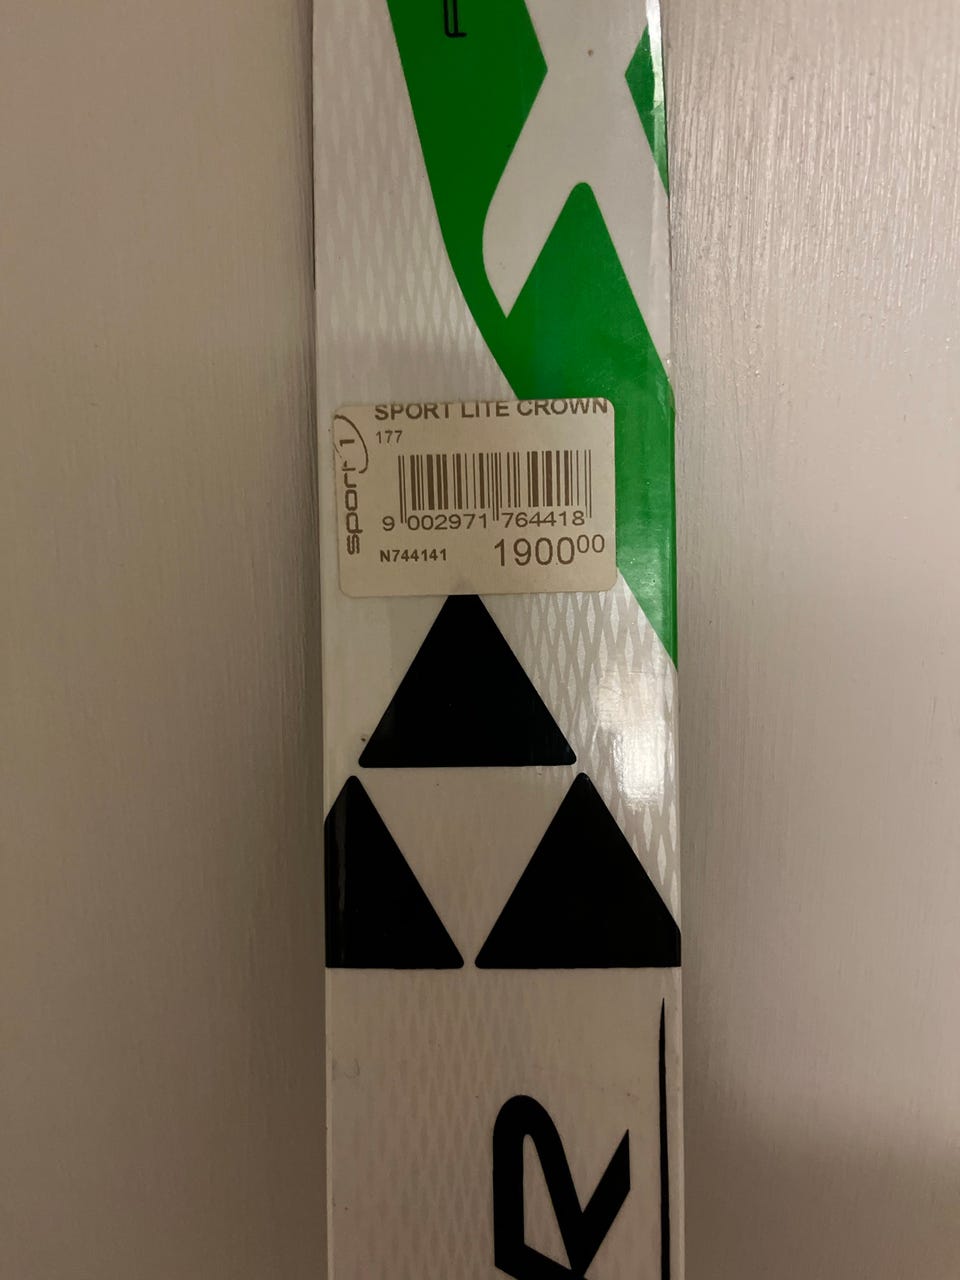 SPORT LITE CROWN
177
sport 1
9 002971 764418
N744141 1900⁰⁰
R